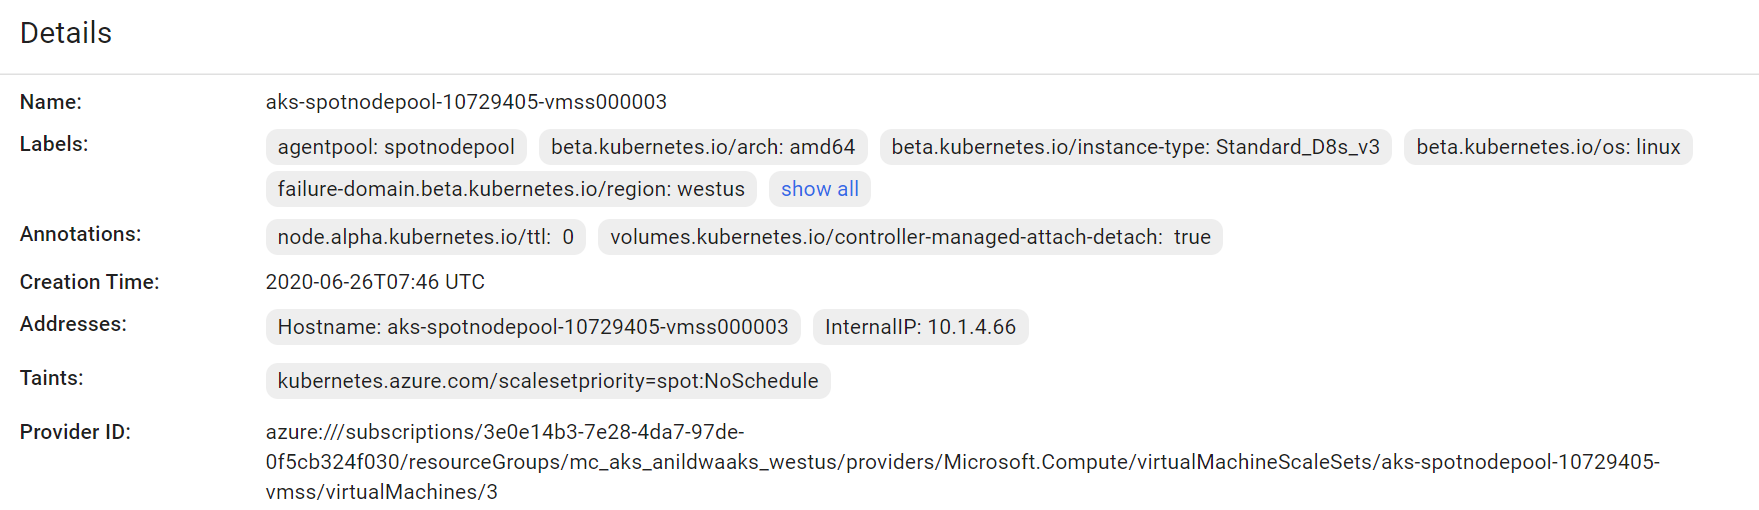 Details
Name: aks-spotnodepool-10729405-vmss000003
Labels: agentpool: spotnodepool beta.kubernetes.io/arch: amd64 beta.kubernetes.io/instance-type: Standard_D8s_v3 beta.kubernetes.io/os: linux
failure-domain.beta.kubernetes.io/region: westus show all
Annotations: node.alpha.kubernetes.io/ttl: 0 volumes.kubernetes.io/controller-managed-attach-detach: true
Creation Time: 2020-06-26T07:46 UTC
Addresses: Hostname: aks-spotnodepool-10729405-vmss000003 InternalIP: 10.1.4.66
Taints: kubernetes.azure.com/scalesetpriority=spot:NoSchedule
Provider ID: azure:///subscriptions/3e0e14b3-7e28-4da7-97de-
0f5cb324f030/resourceGroups/mc_aks_anildwaaks_westus/providers/Microsoft.Compute/virtualMachineScaleSets/aks-spotnodepool-10729405-
vmss/virtualMachines/3